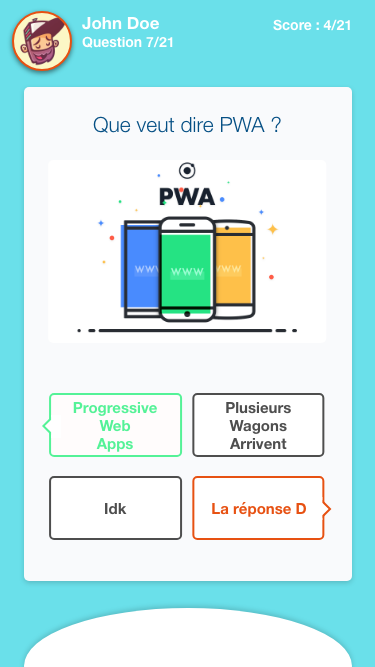 John Doe
Score : 4/21
Question 7/21
Que veut dire PWA ?
PWA
WWW
WWW
WWW
Progressive
Web
Apps
Plusieurs
Wagons
Arrivent
Idk
La réponse D